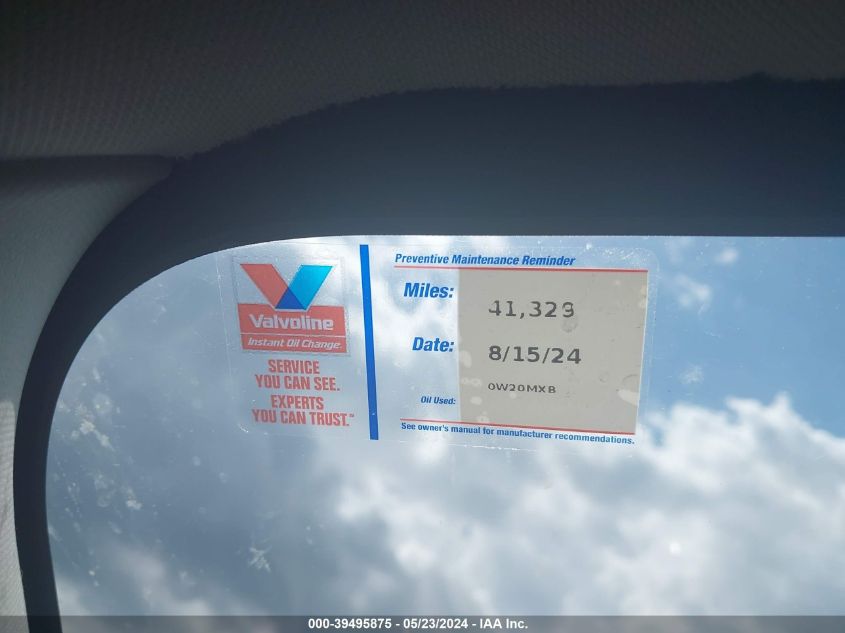 Valvoline
Instant Oil Change.
SERVICE
YOU CAN SEE.
EXPERTS
YOU CAN TRUST.™
Preventive Maintenance Reminder
Miles: 41,329
Date: 8/15/24
Oil Used: 0W20MXB
See owner's manual for manufacturer recommendations.
000-39495875 / 05/23/2024 - IAA Inc.